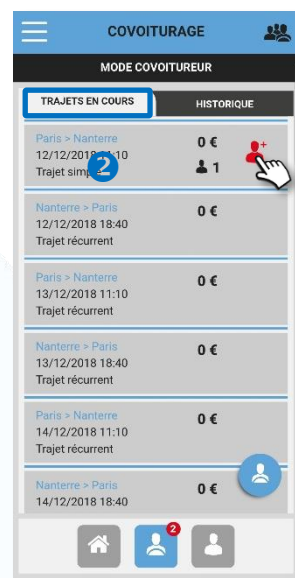 COVOITURAGE
MODE COVOITUREUR
TRAJETS EN COURS
HISTORIQUE
Paris > Nanterre
0 €
12/12/2018 11:10
2
1
Trajet simple
Nanterre > Paris
0 €
12/12/2018 18:40
Trajet récurrent
Paris > Nanterre
0 €
13/12/2018 11:10
Trajet récurrent
Nanterre > Paris
0 €
13/12/2018 18:40
Trajet récurrent
Paris > Nanterre
0 €
14/12/2018 11:10
Trajet récurrent
Nanterre > Paris
0 €
14/12/2018 18:40
2